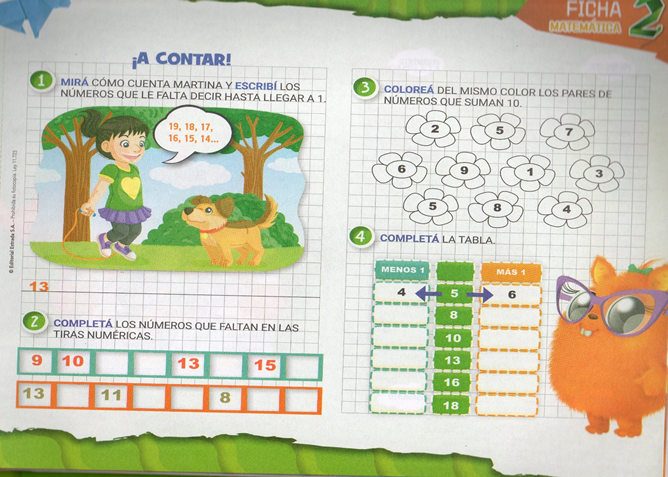 FICHA
MATEMÁTICA
2
¡A CONTAR!
1 MIRÁ CÓMO CUENTA MARTINA Y ESCRIBÍ LOS
NÚMEROS QUE LE FALTA DECIR HASTA LLEGAR A 1.
19, 18, 17,
16, 15, 14...
13
2 COMPLETÁ LOS NÚMEROS QUE FALTAN EN LAS
TIRAS NUMÉRICAS.
9 10 13 15
13 11 8
3 COLOREÁ DEL MISMO COLOR LOS PARES DE
NÚMEROS QUE SUMAN 10.
2 5 7
6 9 1 3
5 8 4
4 COMPLETÁ LA TABLA.
MENOS 1 MÁS 1
4 5 6
8
10
13
16
18
© Editorial Estrada S.A. - Prohibida su fotocopia. Ley 11.723